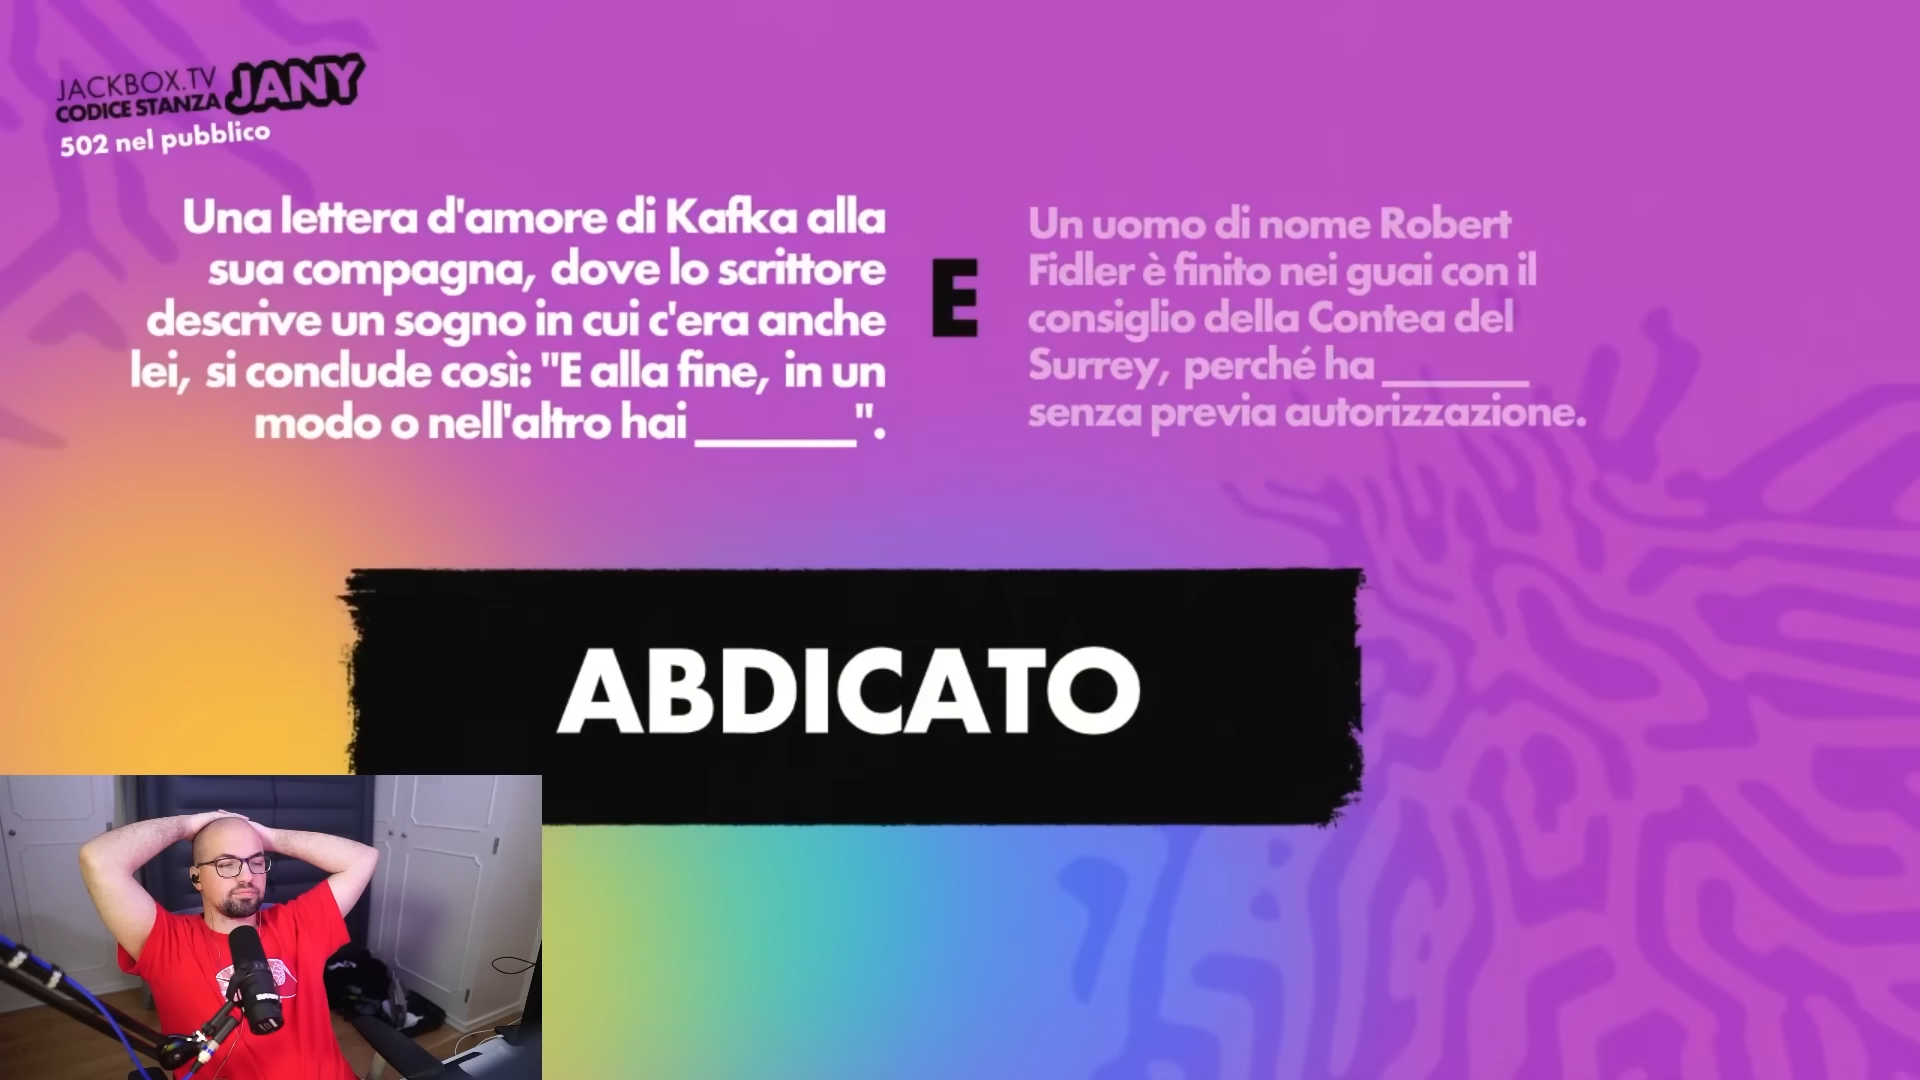 JACKBOX.TV
CODICE STANZA JANY
502 nel pubblico
Una lettera d'amore di Kafka alla
sua compagna, dove lo scrittore
descrive un sogno in cui c'era anche
lei, si conclude così: "E alla fine, in un
modo o nell'altro hai ______".
E
Un uomo di nome Robert
Fidler è finito nei guai con il
consiglio della Contea del
Surrey, perché ha ______
senza previa autorizzazione.
ABDICATO